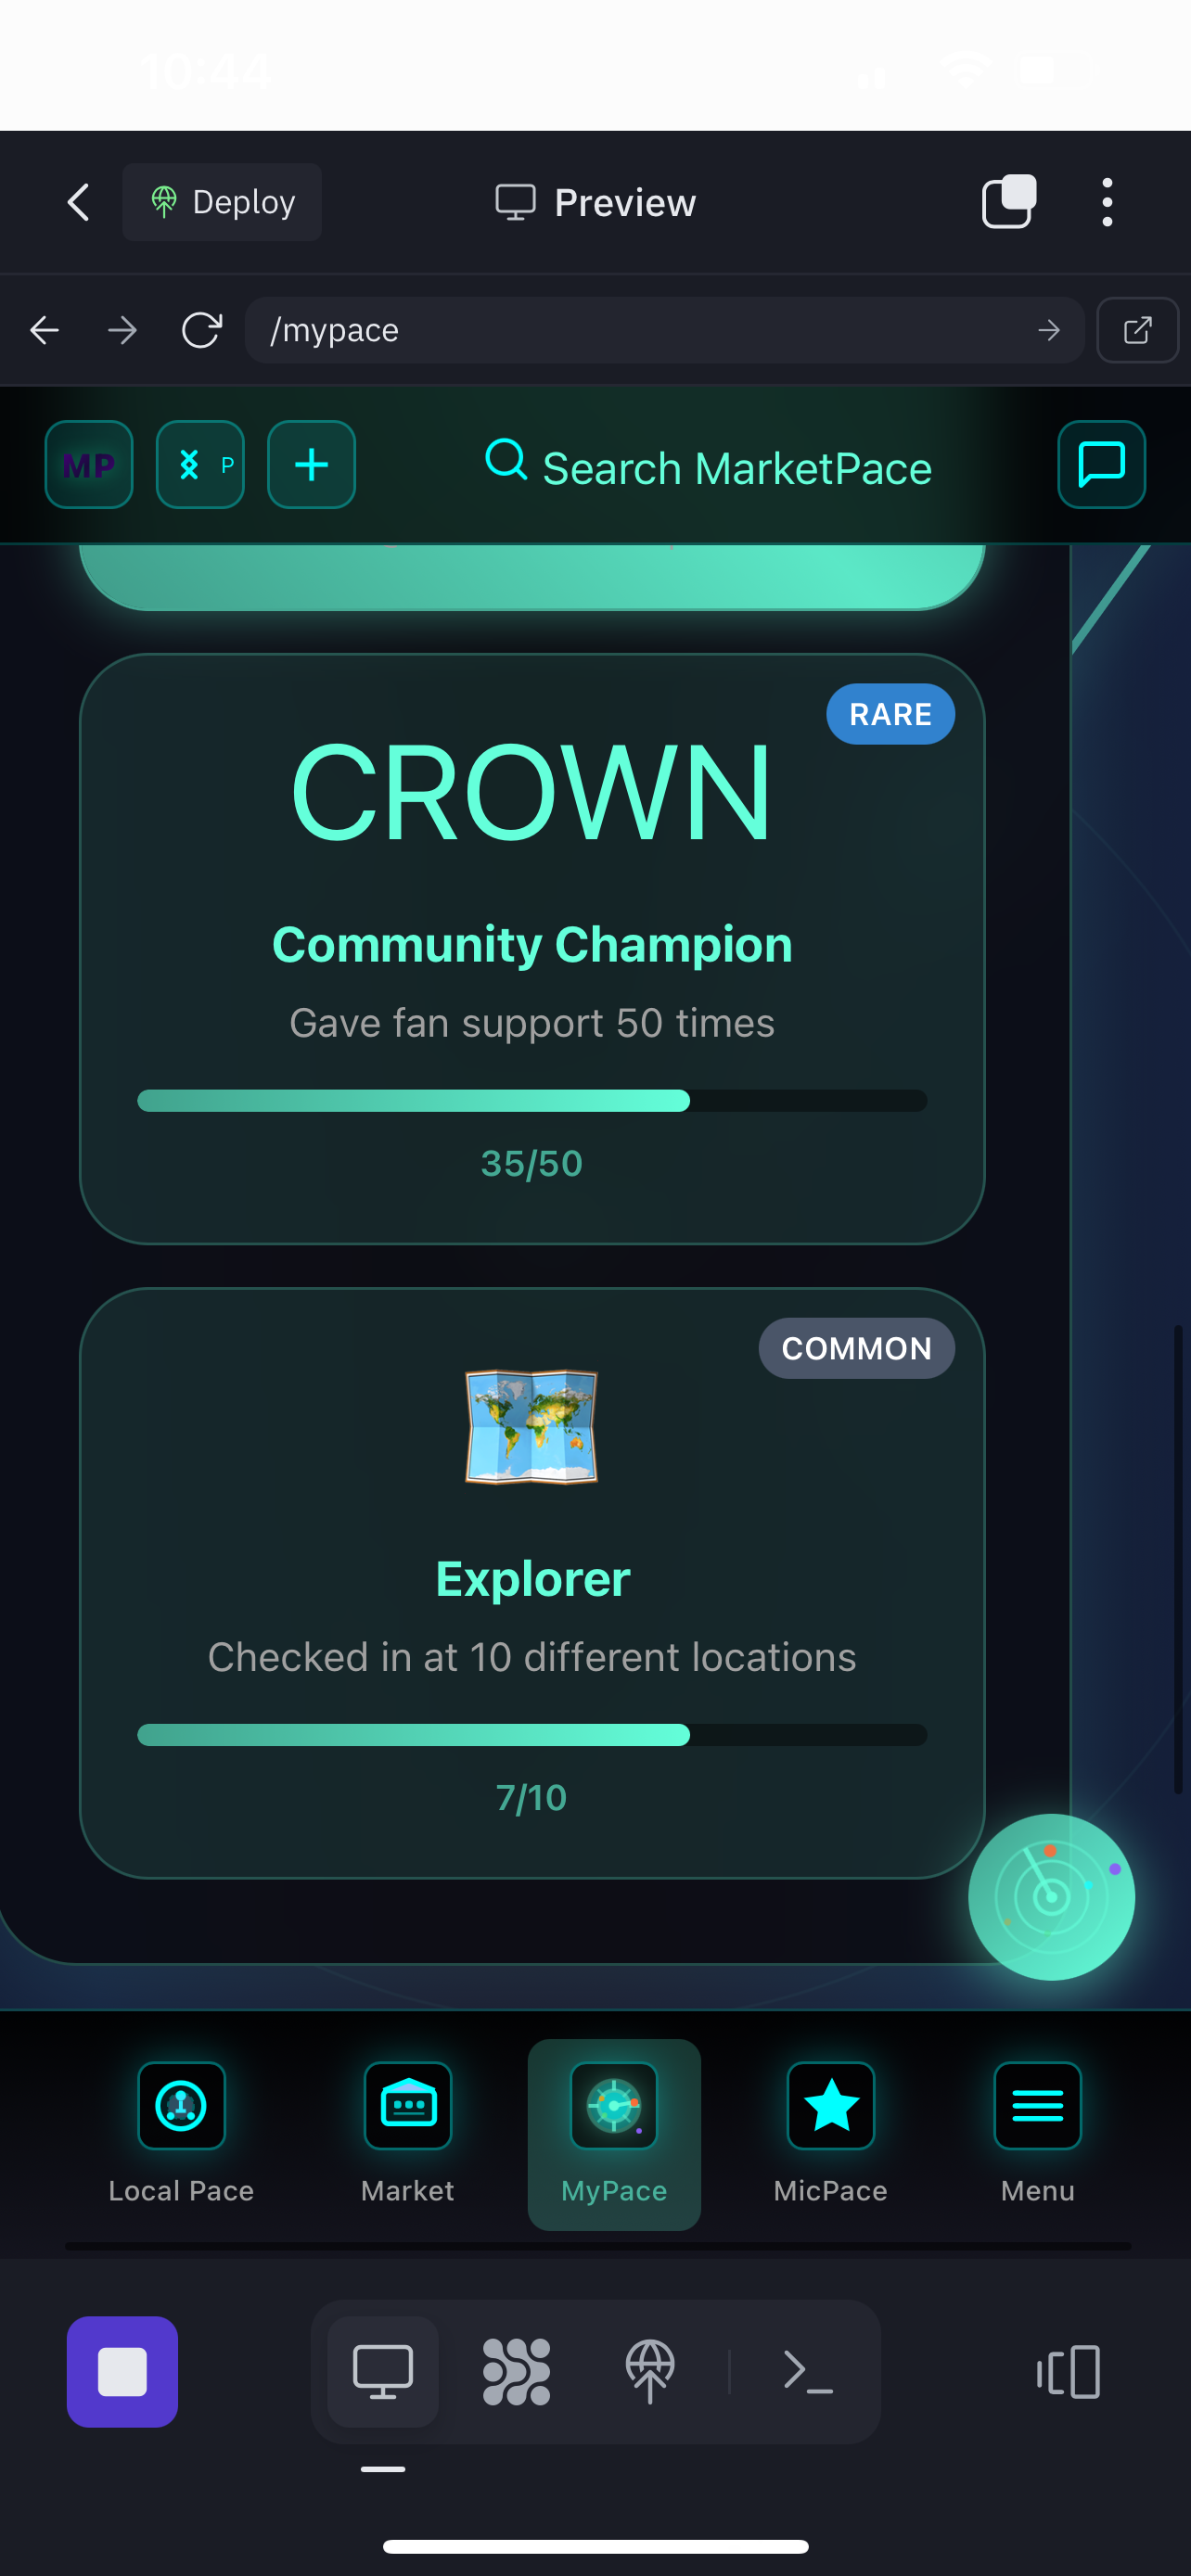 10:44
Deploy
Preview
/mypace
MP
P
Search MarketPace
RARE
CROWN
Community Champion
Gave fan support 50 times
35/50
COMMON
Explorer
Checked in at 10 different locations
7/10
Local Pace
Market
MyPace
MicPace
Menu